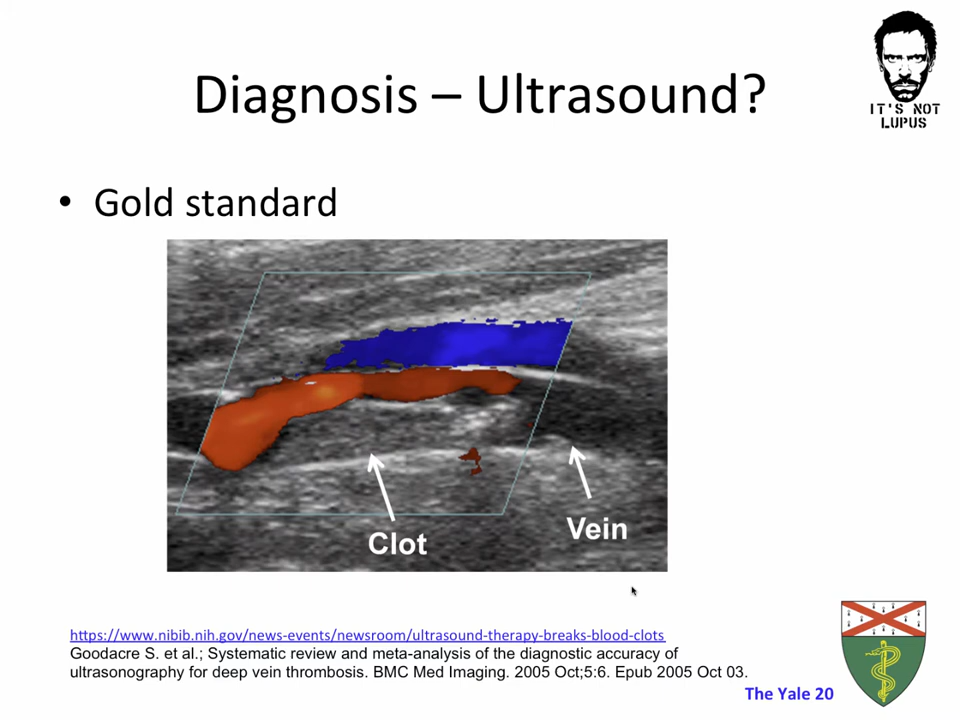 Diagnosis – Ultrasound?
IT'S NOT
LUPUS
• Gold standard
Clot
Vein
https://www.nibib.nih.gov/news-events/newsroom/ultrasound-therapy-breaks-blood-clots
Goodacre S. et al.; Systematic review and meta-analysis of the diagnostic accuracy of
ultrasonography for deep vein thrombosis. BMC Med Imaging. 2005 Oct;5:6. Epub 2005 Oct 03.
The Yale 20